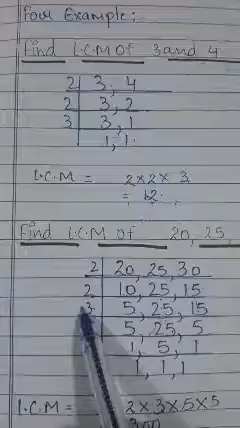 Four Example:
Find L.C.M of 3 and 4
2 | 3, 4
2 | 3, 2
3 | 3, 1
1, 1.
L.C.M = 2×2×3
= 12.
Find L.C.M of 20, 25,
2 | 20, 25, 30
2 | 10, 25, 15
3 | 5, 25, 15
5, 25, 5
1, 5, 1
1, 1, 1
L.C.M = 2×3×5×5
300